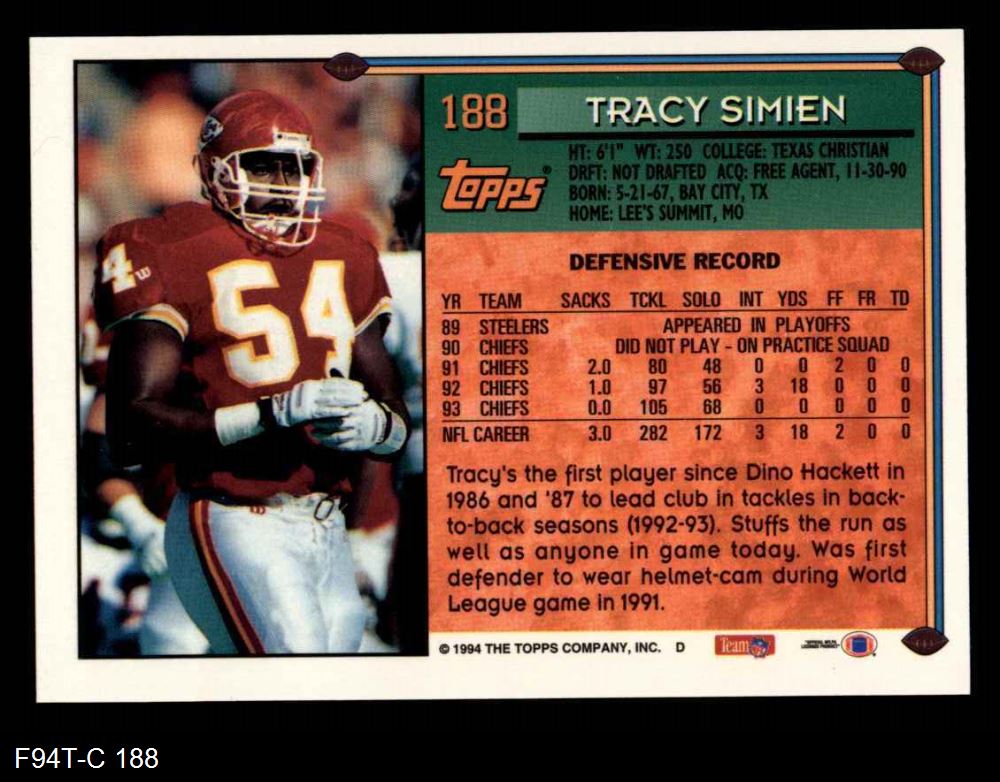 188 TRACY SIMIEN
Topps®
HT: 6'1" WT: 250 COLLEGE: TEXAS CHRISTIAN
DRFT: NOT DRAFTED ACQ: FREE AGENT, 11-30-90
BORN: 5-21-67, BAY CITY, TX
HOME: LEE'S SUMMIT, MO
4 W
54
DEFENSIVE RECORD
YR TEAM SACKS TCKL SOLO INT YDS FF FR TD
89 STEELERS APPEARED IN PLAYOFFS
90 CHIEFS DID NOT PLAY - ON PRACTICE SQUAD
91 CHIEFS 2.0 80 48 0 0 2 0 0
92 CHIEFS 1.0 97 56 3 18 0 0 0
93 CHIEFS 0.0 105 68 0 0 0 0 0
NFL CAREER 3.0 282 172 3 18 2 0 0
Tracy's the first player since Dino Hackett in
1986 and '87 to lead club in tackles in back-
to-back seasons (1992-93). Stuffs the run as
well as anyone in game today. Was first
defender to wear helmet-cam during World
League game in 1991.
© 1994 THE TOPPS COMPANY, INC. D
Team NFL
F94T-C 188